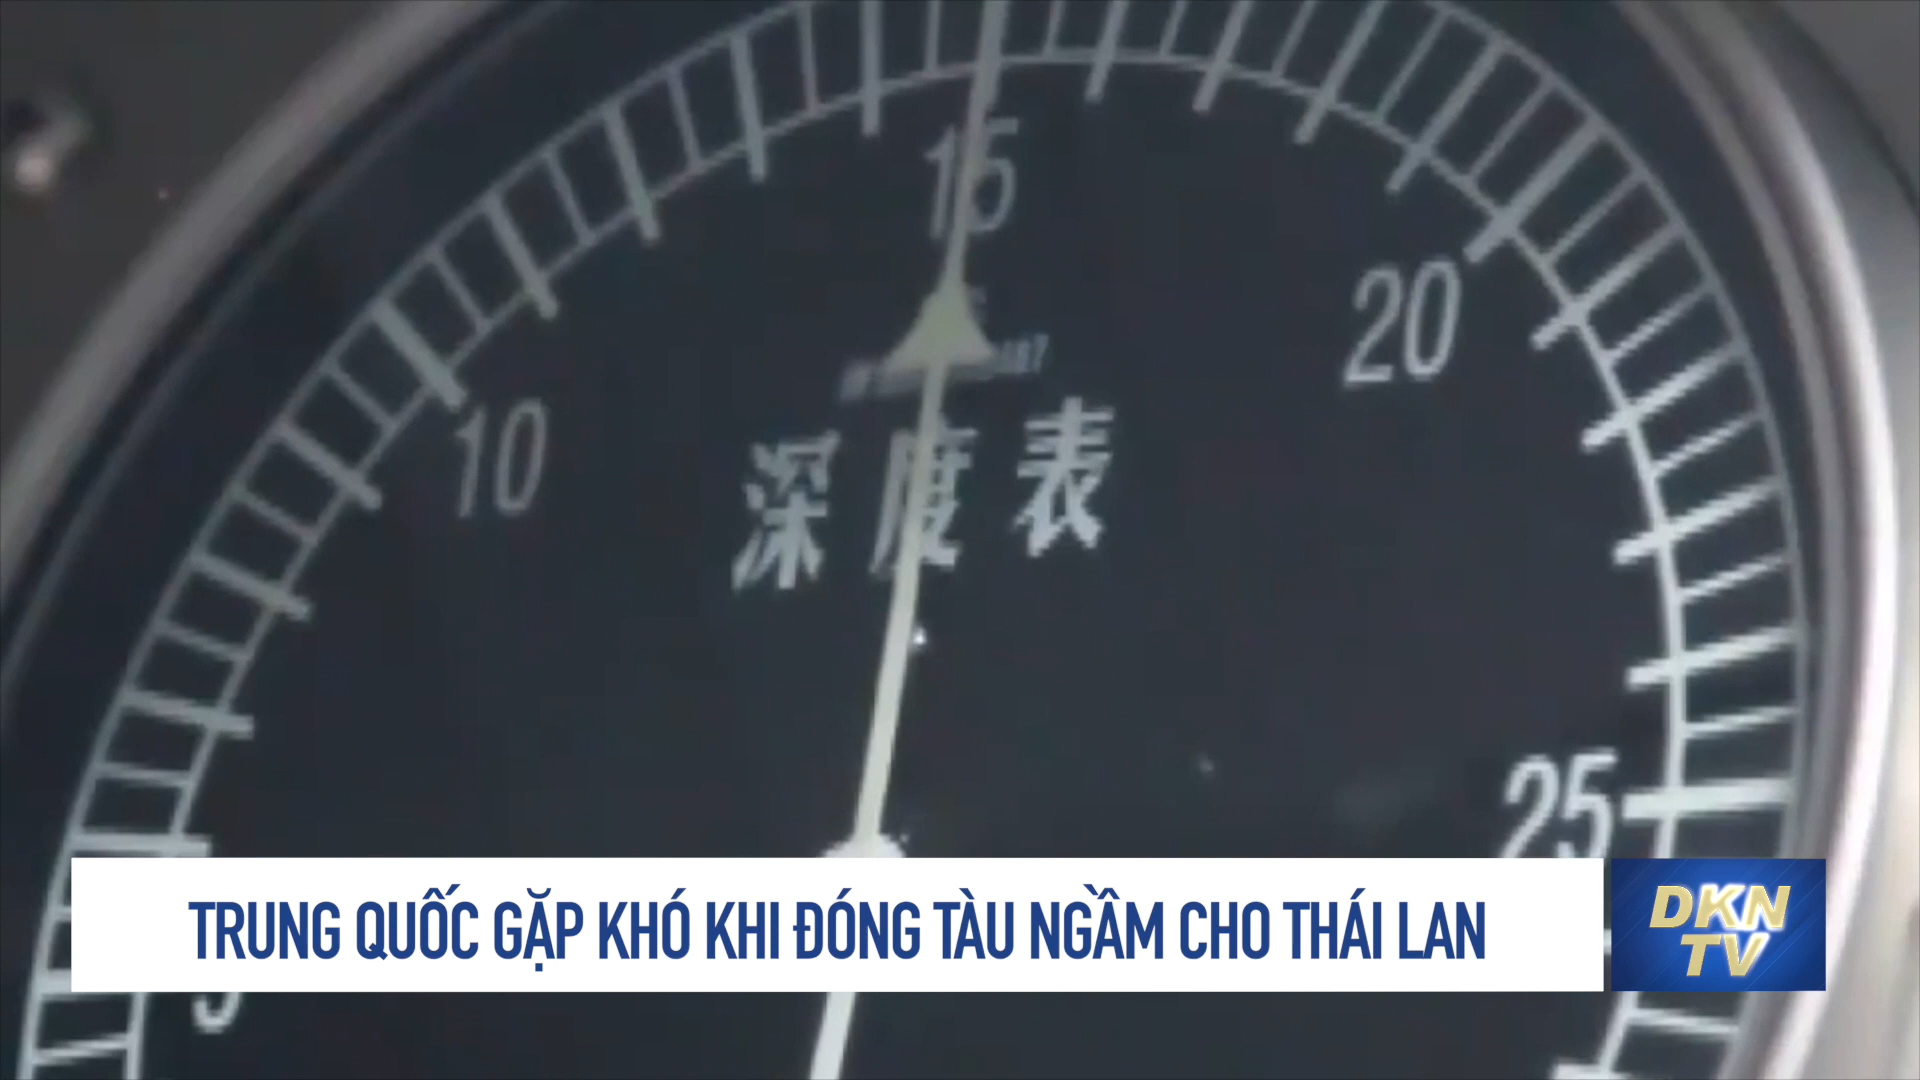 15
20
10
深度表
25
5
TRUNG QUỐC GẶP KHÓ KHI ĐÓNG TÀU NGẦM CHO THÁI LAN
DKN
TV